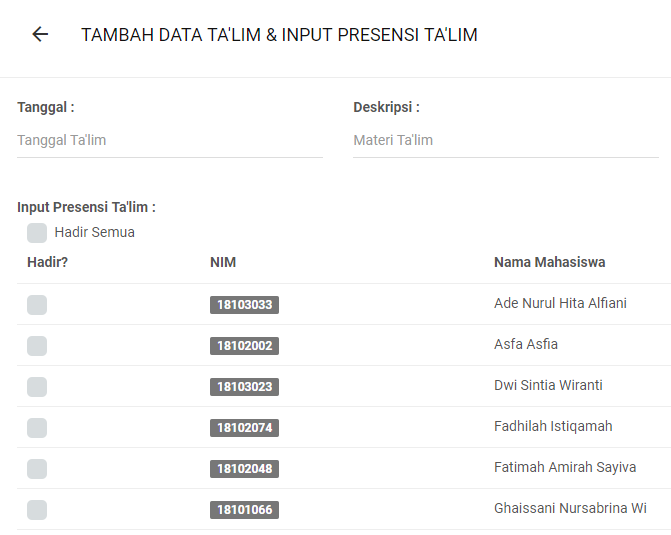 TAMBAH DATA TA'LIM & INPUT PRESENSI TA'LIM
Tanggal : Deskripsi :
Tanggal Ta'lim Materi Ta'lim
Input Presensi Ta'lim :
Hadir Semua
Hadir? NIM Nama Mahasiswa
18103033 Ade Nurul Hita Alfiani
18102002 Asfa Asfia
18103023 Dwi Sintia Wiranti
18102074 Fadhilah Istiqamah
18102048 Fatimah Amirah Sayiva
18101066 Ghaissani Nursabrina Wi